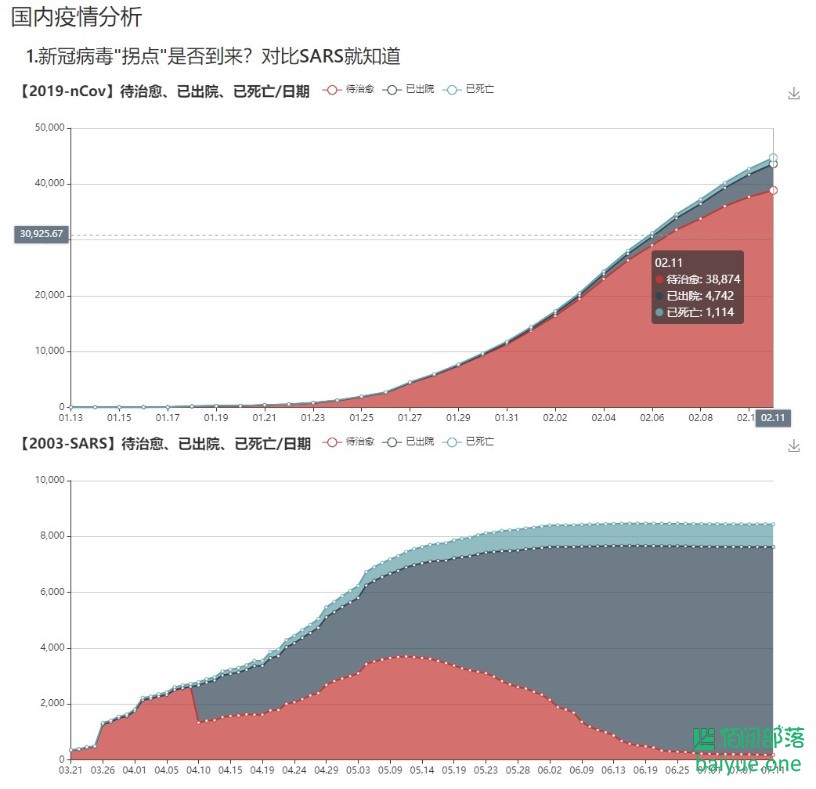 国内疫情分析
1.新冠病毒"拐点"是否到来？对比SARS就知道
【2019-nCov】待治愈、已出院、已死亡/日期 待治愈 已出院 已死亡
50,000
40,000
30,925.67
20,000
10,000
0
02.11
待治愈: 38,874
已出院: 4,742
已死亡: 1,114
01.13 01.15 01.17 01.19 01.21 01.23 01.25 01.27 01.29 01.31 02.02 02.04 02.06 02.08 02.1 02.11
【2003-SARS】待治愈、已出院、已死亡/日期 待治愈 已出院 已死亡
10,000
8,000
6,000
4,000
2,000
0
03.21 03.26 04.01 04.05 04.10 04.15 04.19 04.24 04.29 05.03 05.09 05.14 05.19 05.23 05.28 06.02 06.09 06.13 06.19 06.25 07.01 07.07 07.11
佰阅部落
baiyue.one